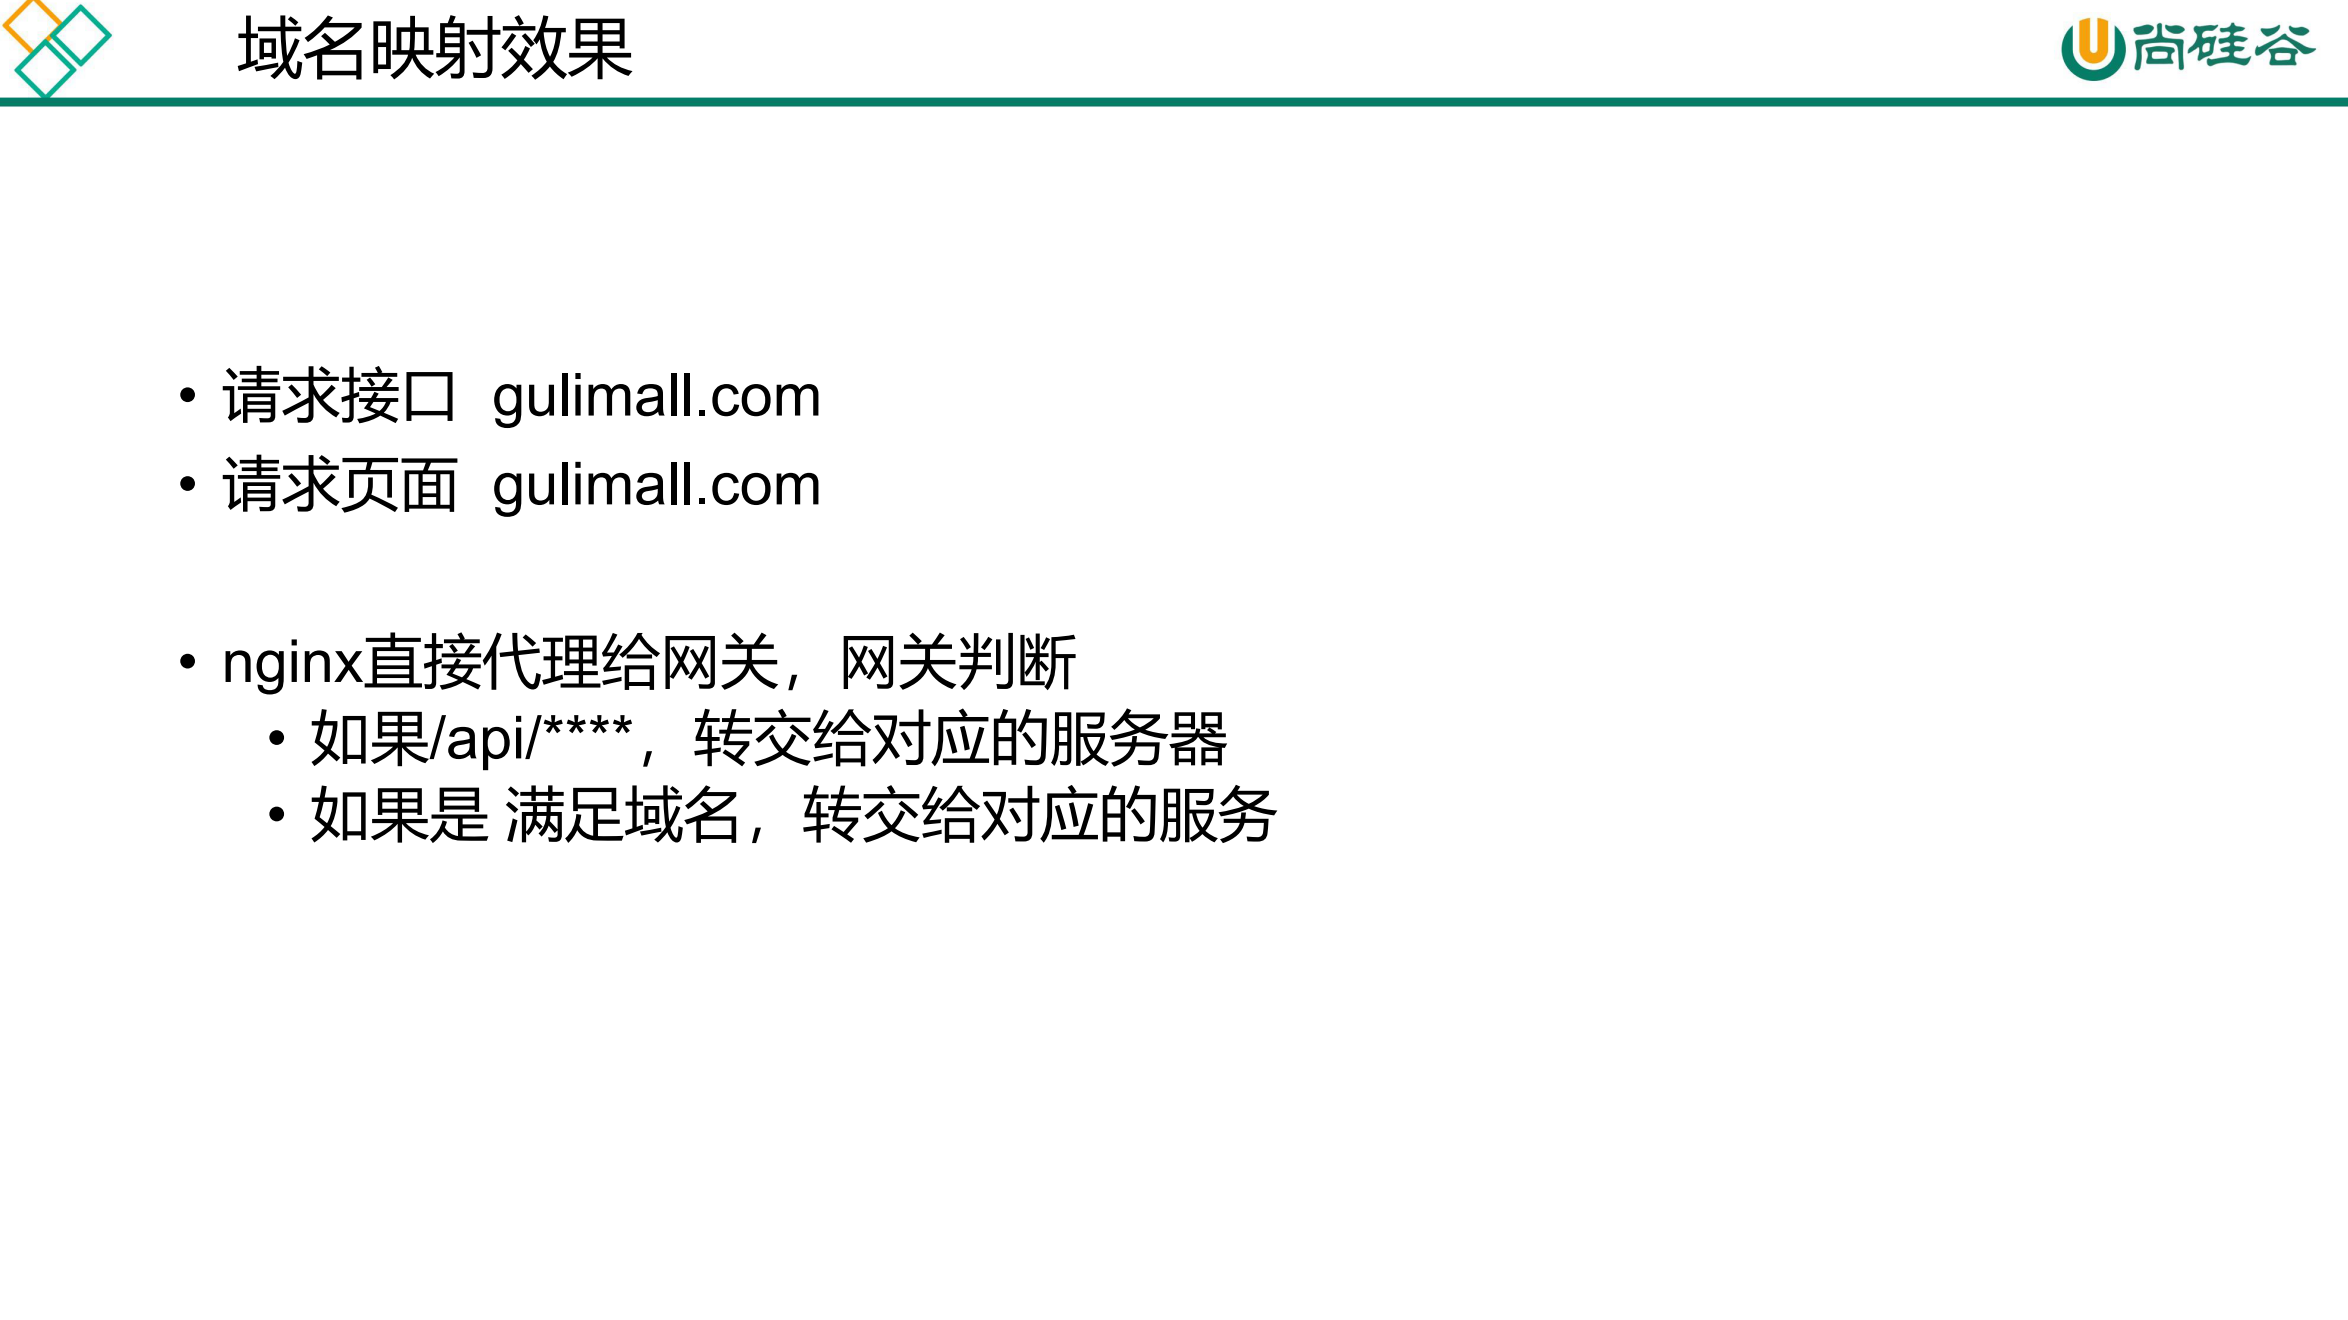 域名映射效果
尚硅谷
• 请求接口 gulimall.com
• 请求页面 gulimall.com
• nginx直接代理给网关，网关判断
• 如果/api/****，转交给对应的服务器
• 如果是 满足域名，转交给对应的服务